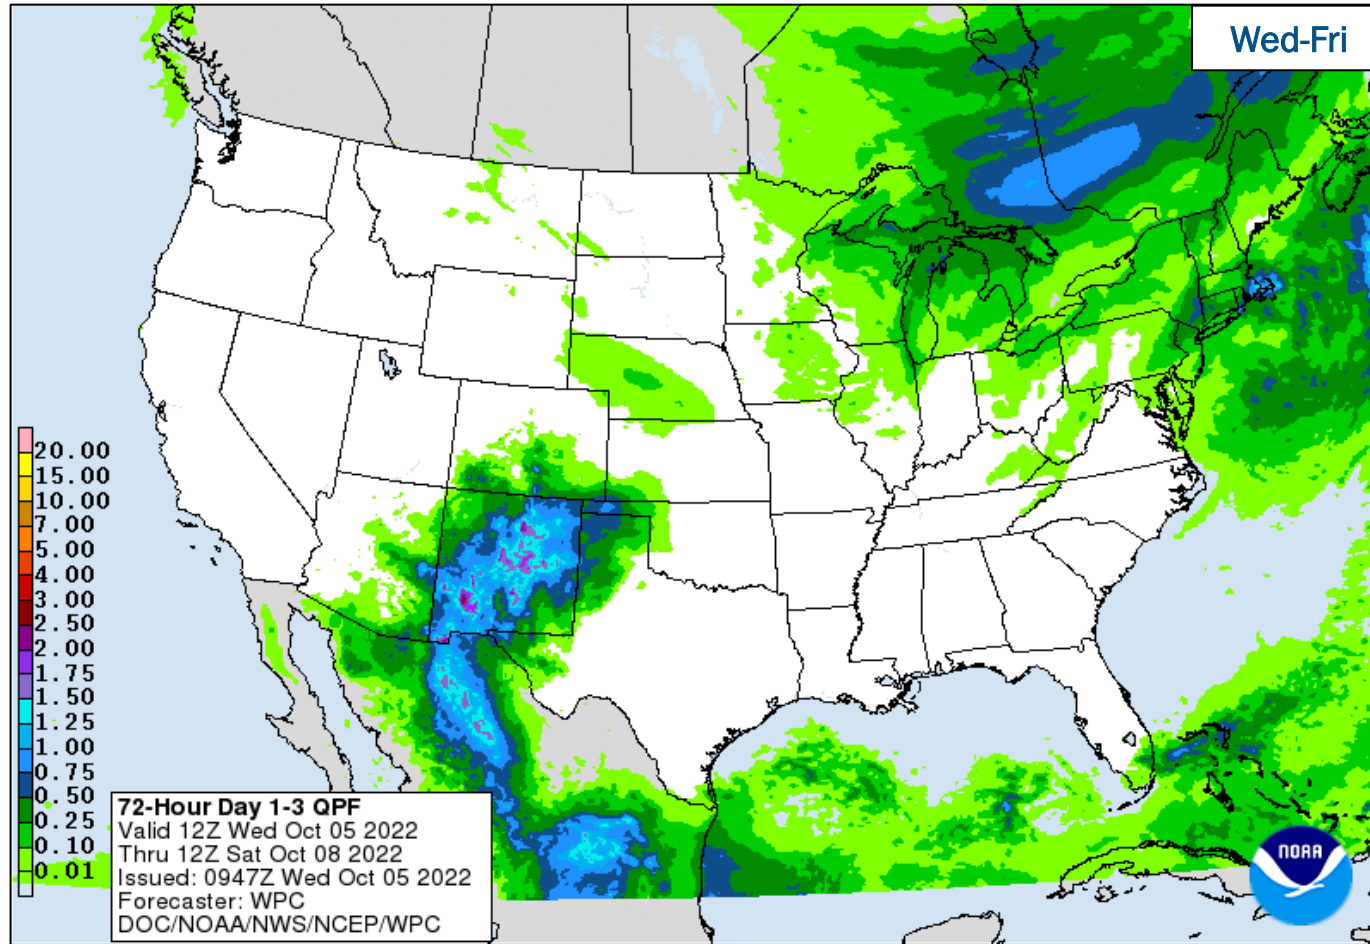 Wed-Fri
20.00
15.00
10.00
7.00
5.00
4.00
3.00
2.50
2.00
1.75
1.50
1.25
1.00
0.75
0.50
0.25
0.10
0.01
72-Hour Day 1-3 QPF
Valid 12Z Wed Oct 05 2022
Thru 12Z Sat Oct 08 2022
Issued: 0947Z Wed Oct 05 2022
Forecaster: WPC
DOC/NOAA/NWS/NCEP/WPC
NOAA